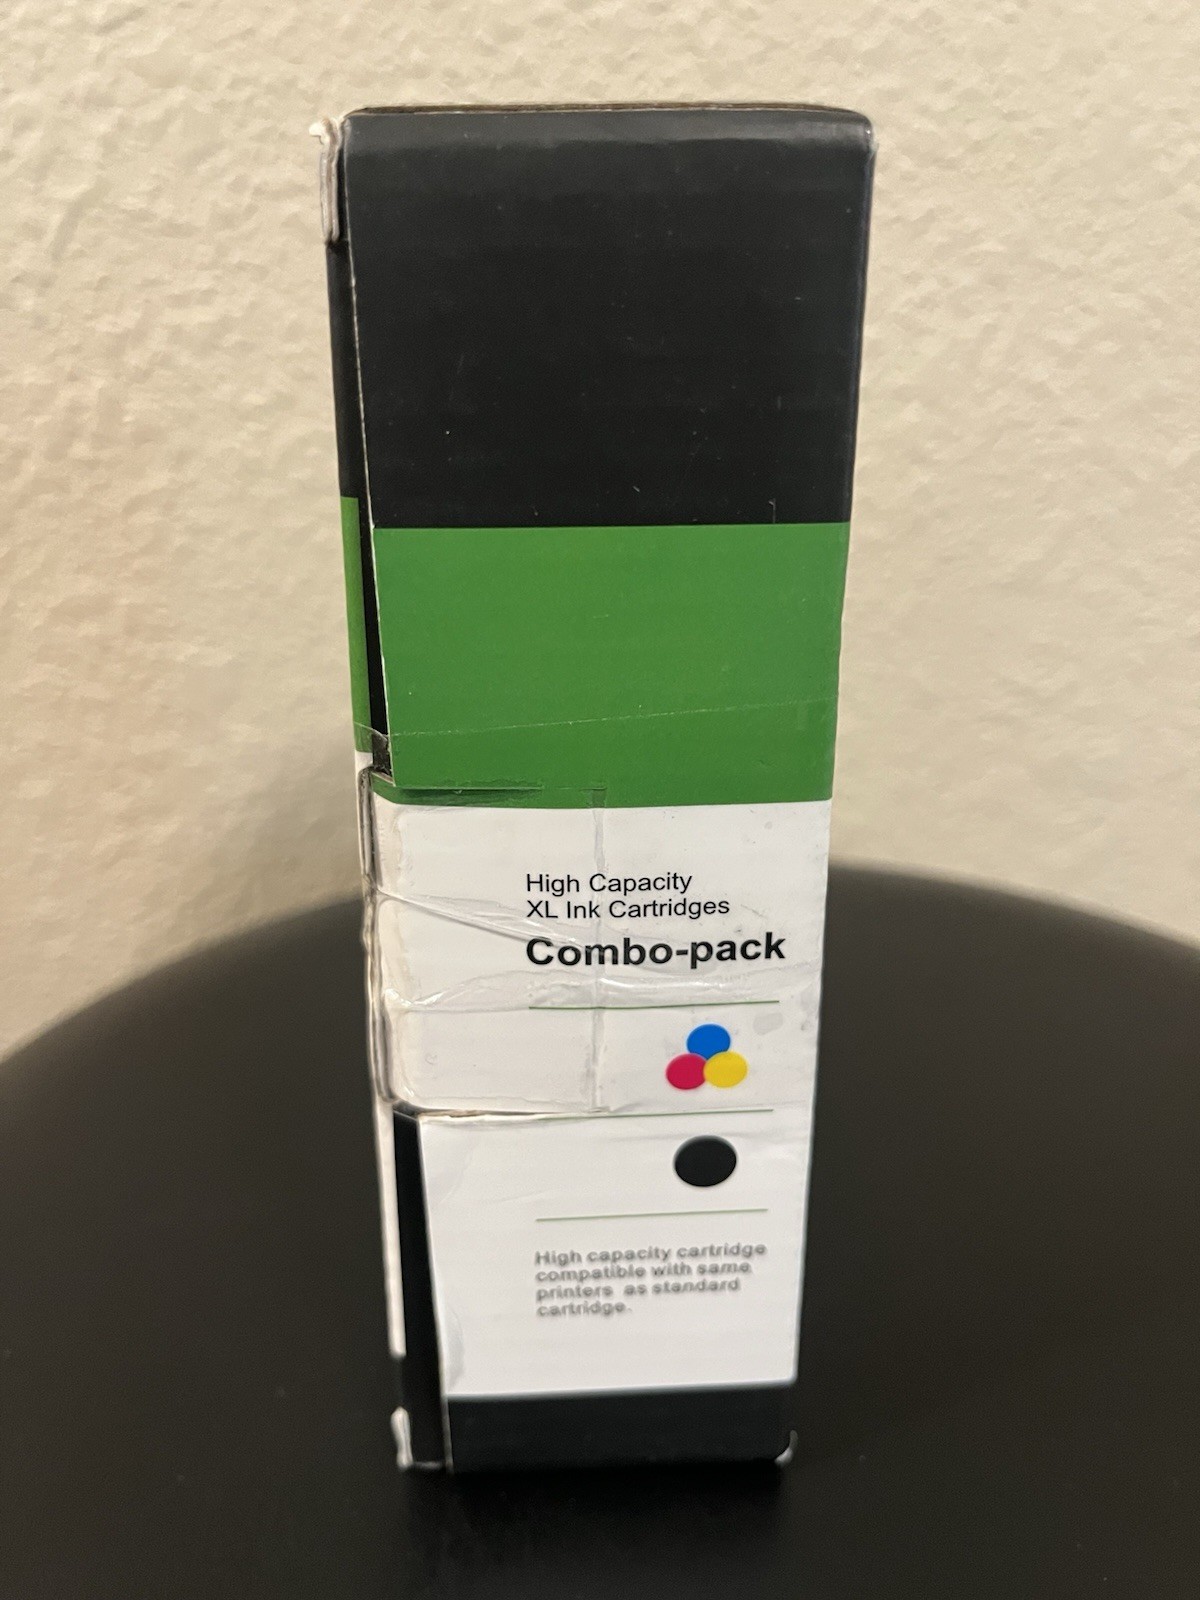 High Capacity
XL Ink Cartridges
Combo-pack
High capacity cartridge
compatible with same
printers as standard
cartridge.